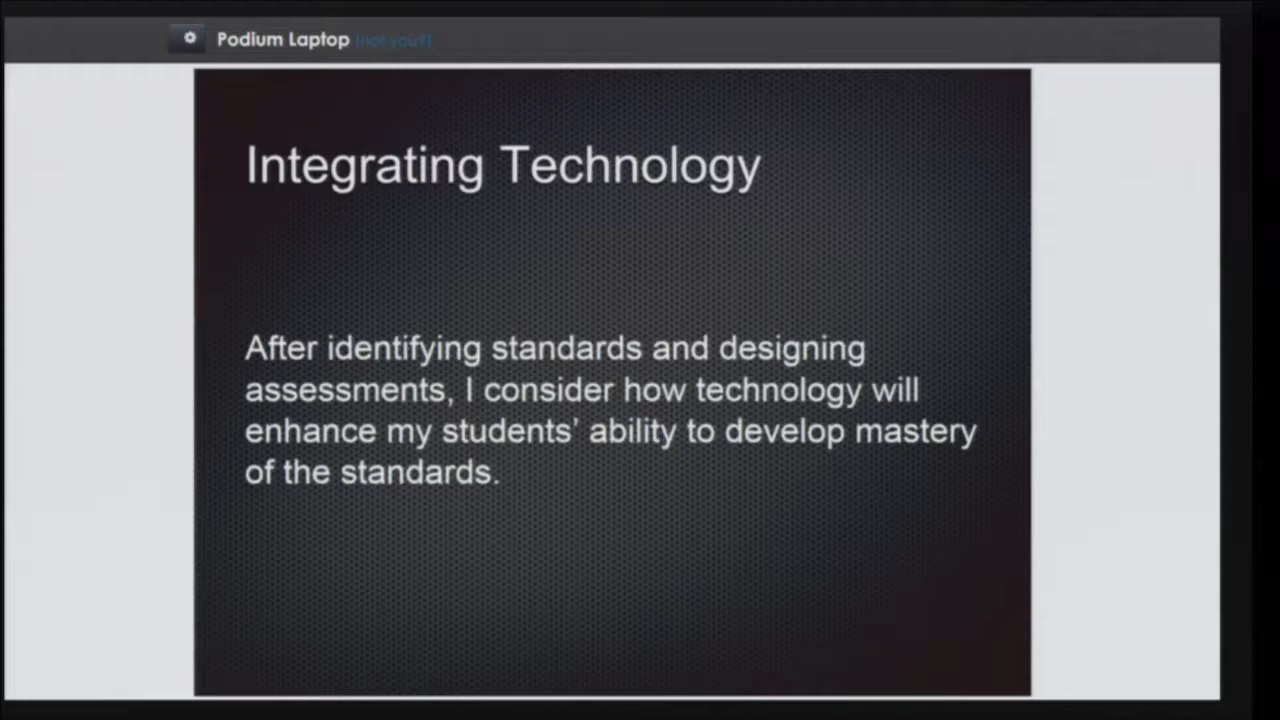 Podium Laptop (not you?)
Integrating Technology
After identifying standards and designing
assessments, I consider how technology will
enhance my students’ ability to develop mastery
of the standards.